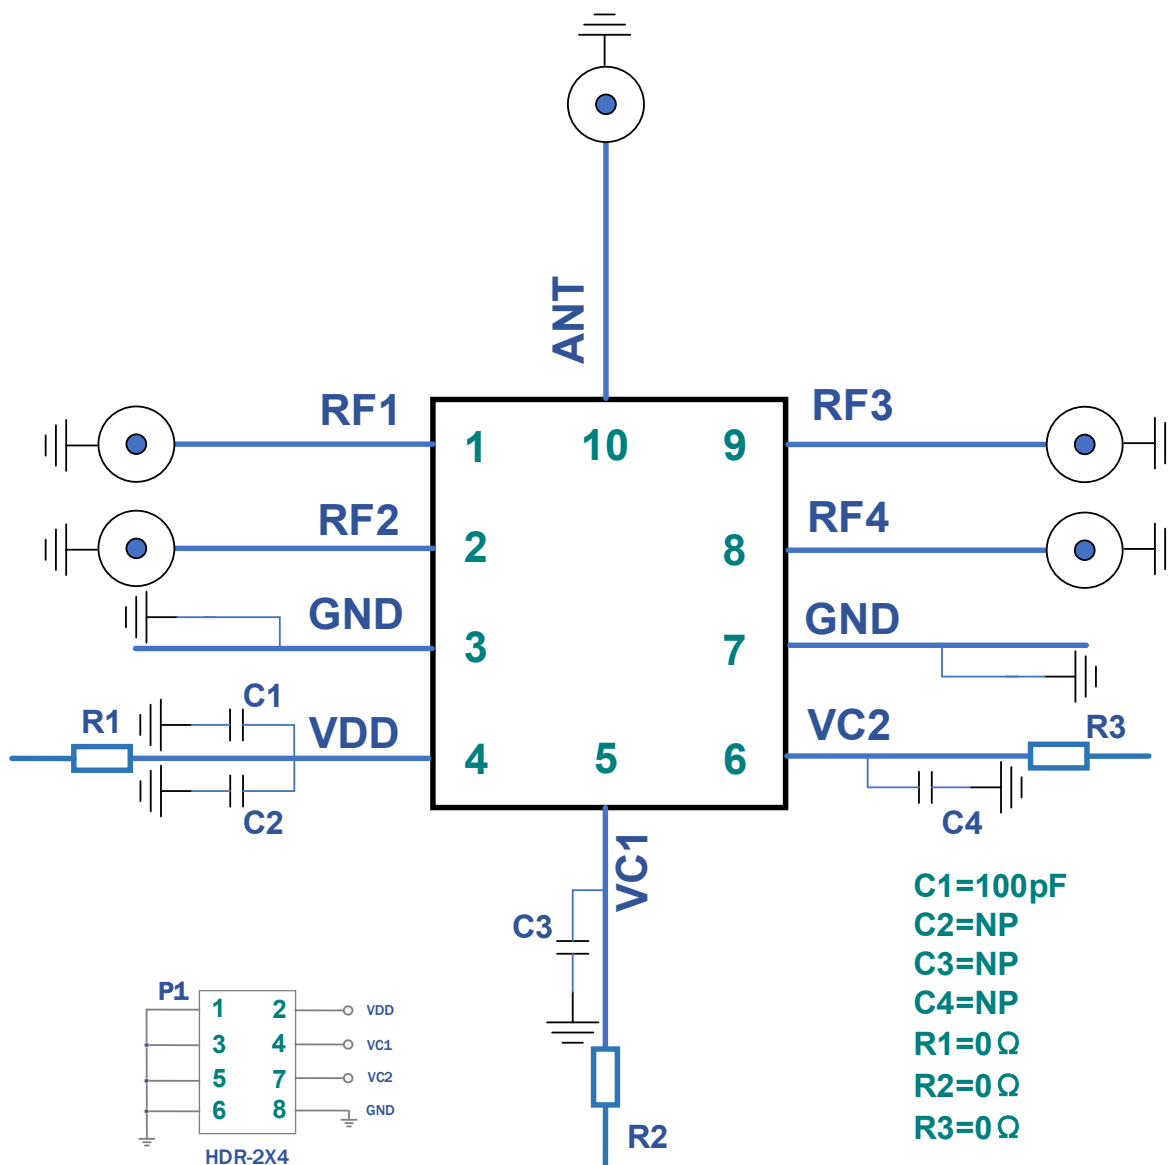 ANT
RF1
RF3
1
10
9
RF2
RF4
2
8
GND
GND
3
7
C1
R1
VDD
VC2
R3
4
5
6
C2
C4
VC1
C3
C1=100pF
C2=NP
C3=NP
C4=NP
R1=0Ω
R2=0Ω
R3=0Ω
P1
1 2 VDD
3 4 VC1
5 7 VC2
6 8 GND
HDR-2X4
R2